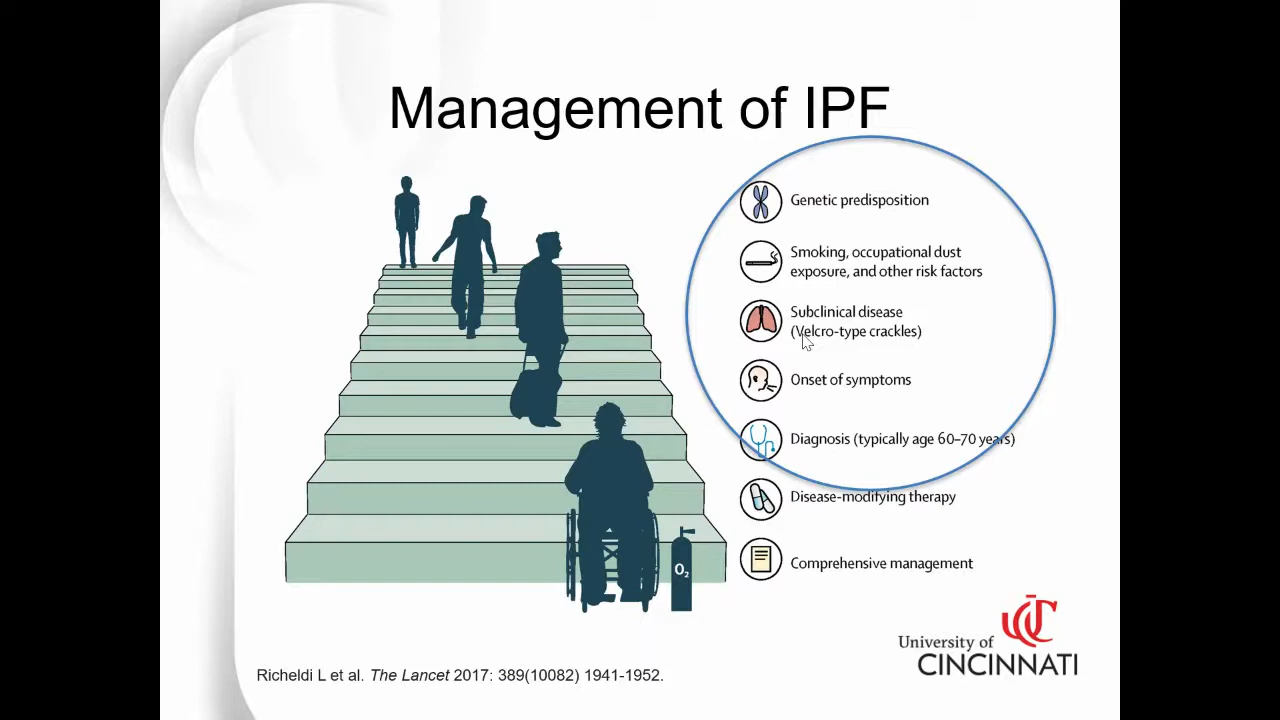 Management of IPF
Genetic predisposition
Smoking, occupational dust
exposure, and other risk factors
Subclinical disease
(Velcro-type crackles)
Onset of symptoms
Diagnosis (typically age 60–70 years)
Disease-modifying therapy
Comprehensive management
O₂
UC
University of
CINCINNATI
Richeldi L et al. The Lancet 2017: 389(10082) 1941-1952.